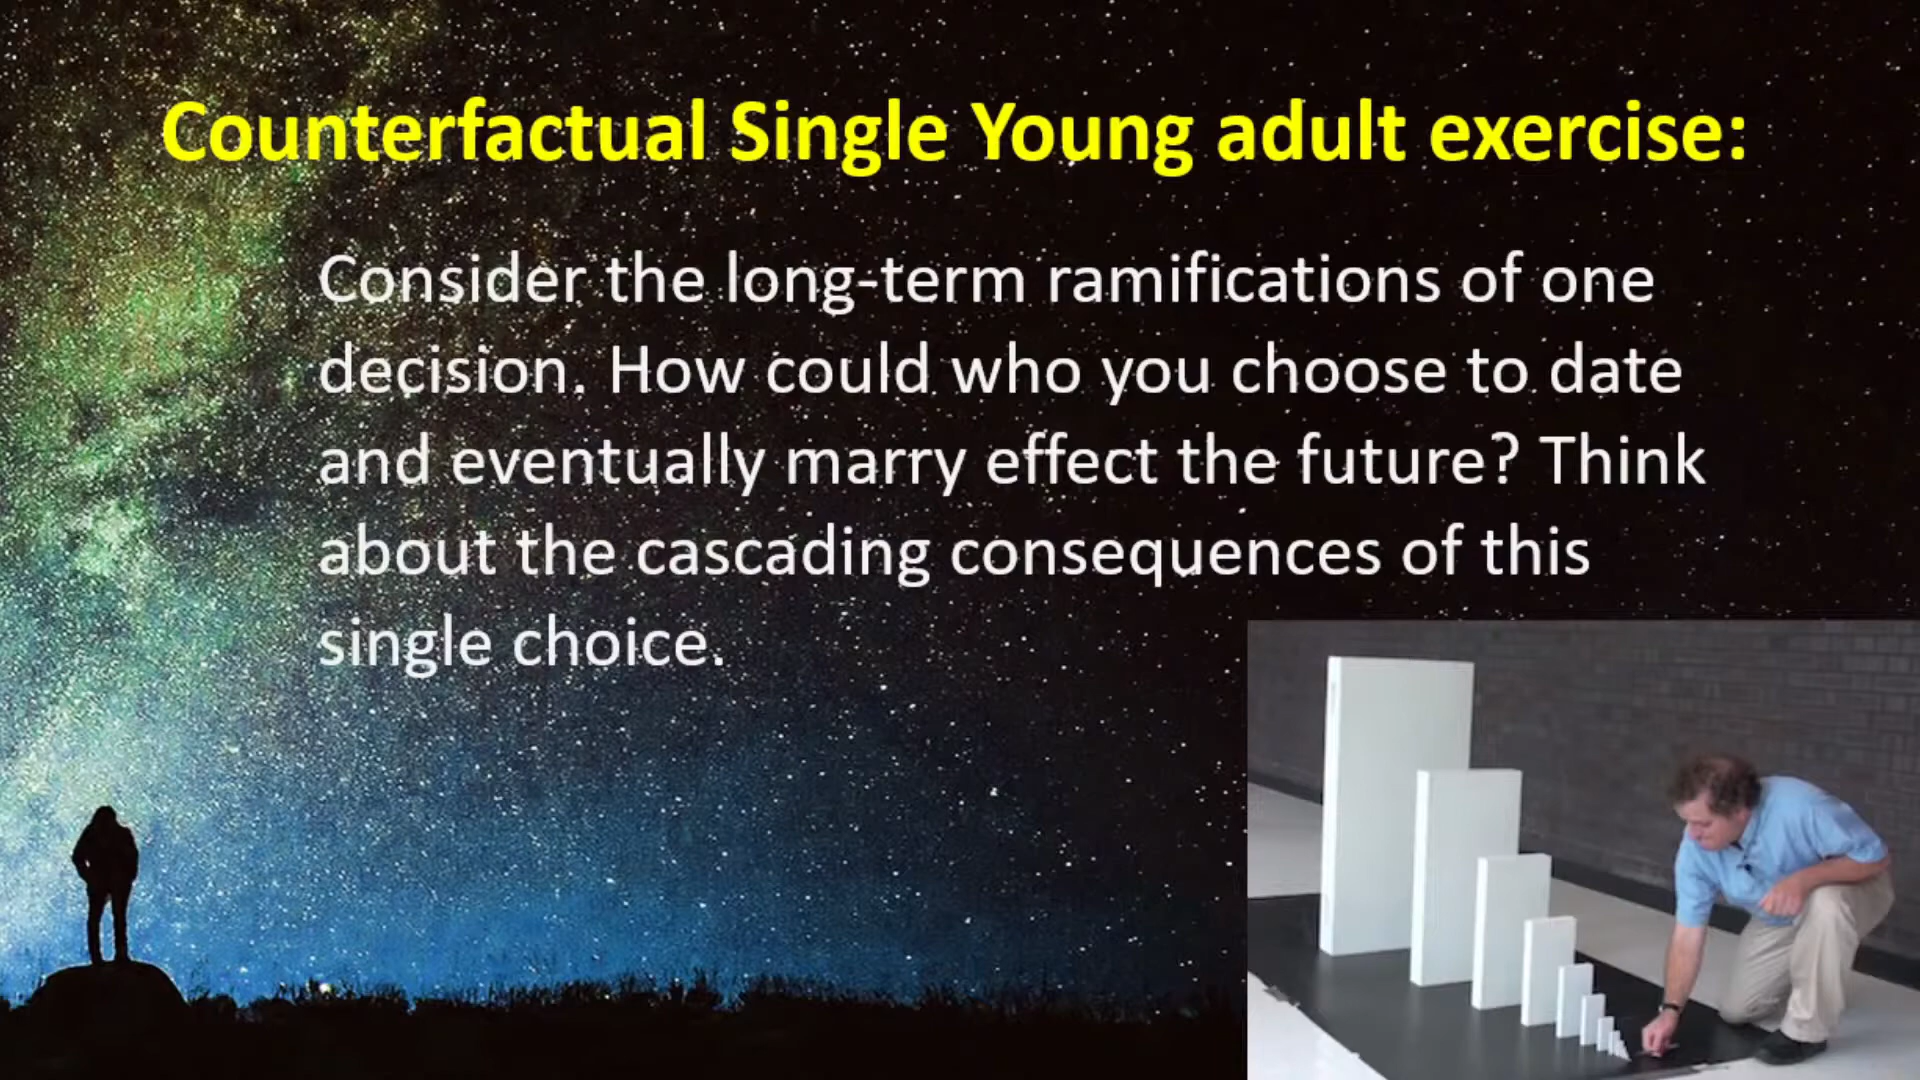 Counterfactual Single Young adult exercise:
Consider the long-term ramifications of one
decision. How could who you choose to date
and eventually marry effect the future? Think
about the cascading consequences of this
single choice.